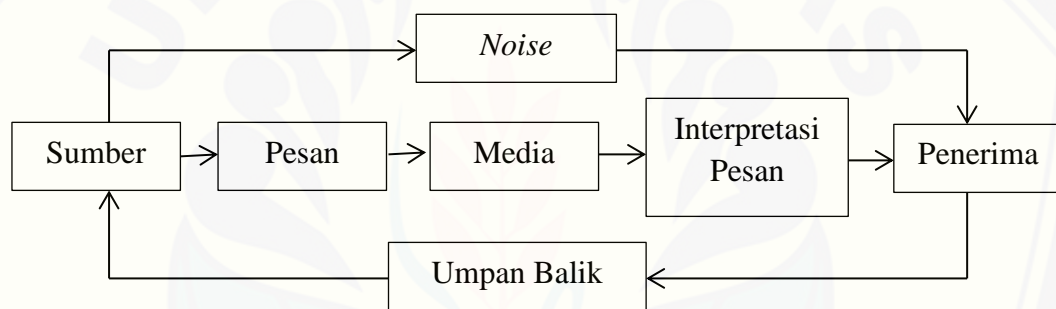 Noise
Sumber
Pesan
Media
Interpretasi
Pesan
Penerima
Umpan Balik